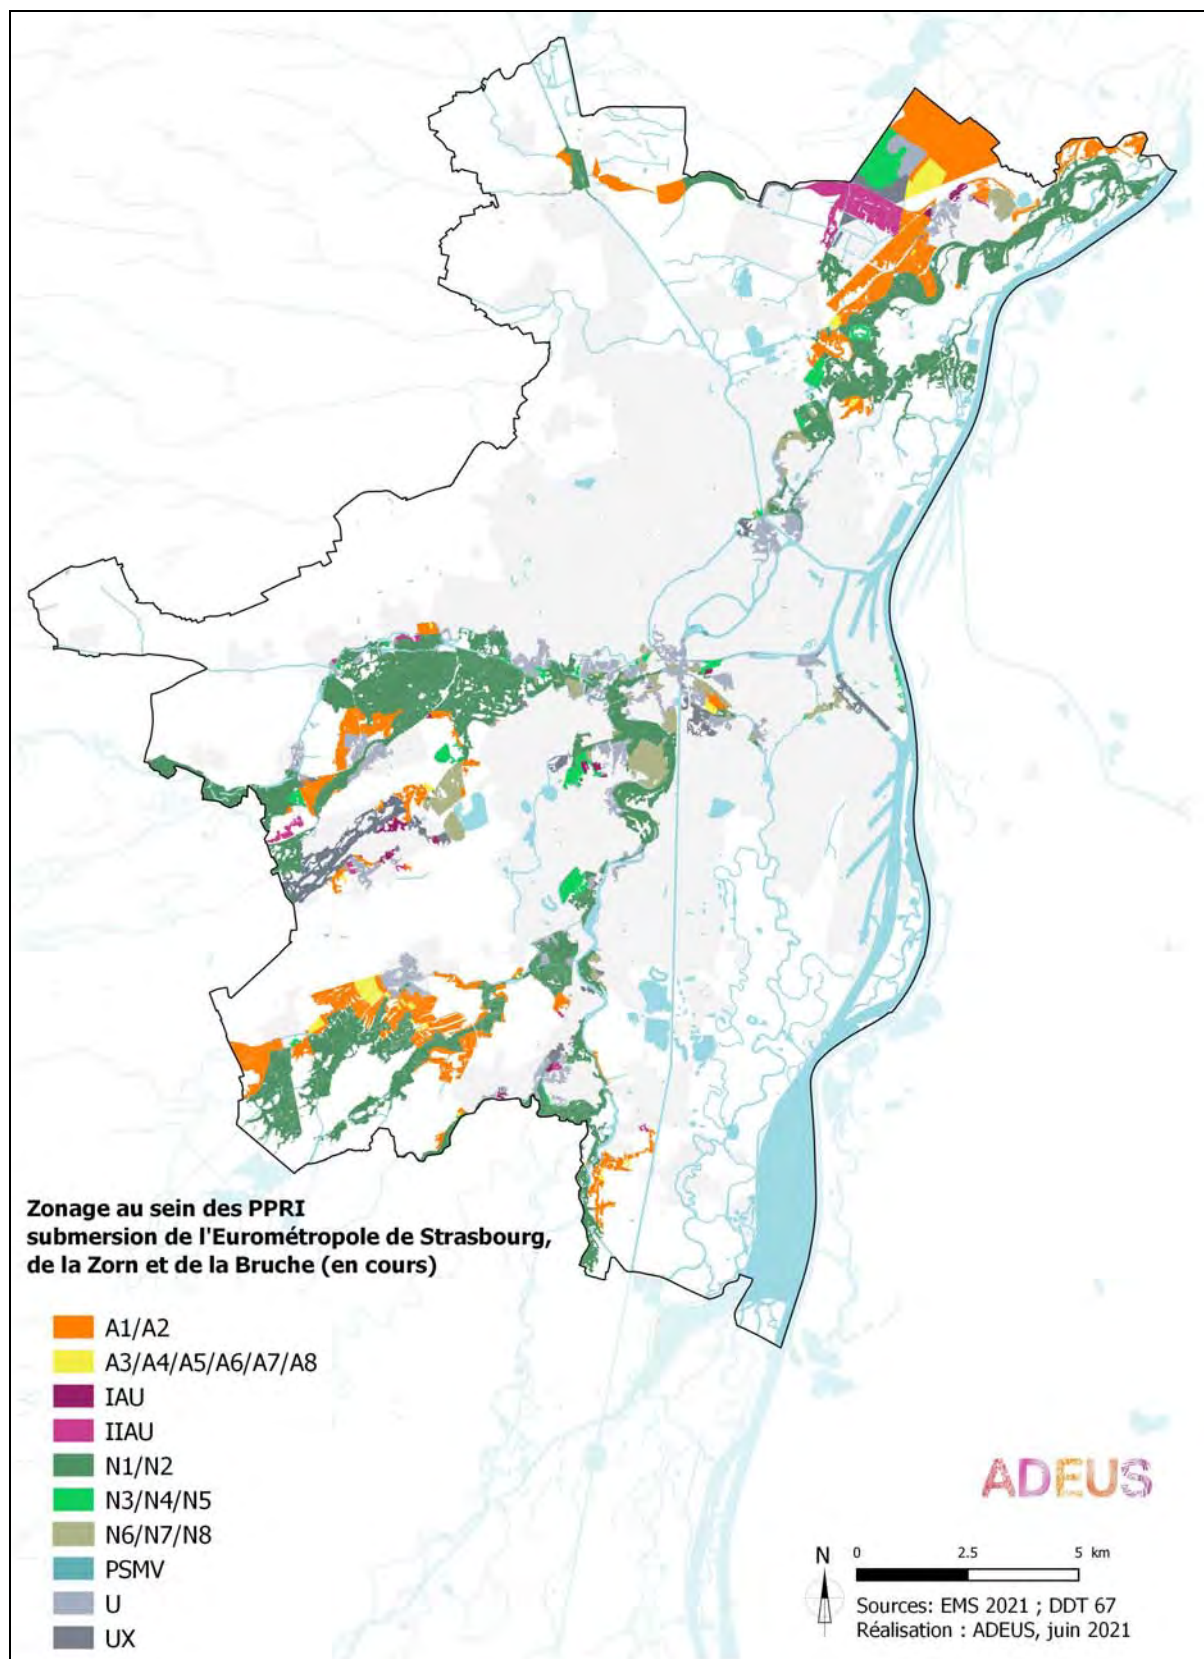 Zonage au sein des PPRI
submersion de l'Eurométropole de Strasbourg,
de la Zorn et de la Bruche (en cours)
A1/A2
A3/A4/A5/A6/A7/A8
IAU
IIAU
N1/N2
N3/N4/N5
N6/N7/N8
PSMV
U
UX
ADEUS
N
0 2.5 5 km
Sources: EMS 2021 ; DDT 67
Réalisation : ADEUS, juin 2021